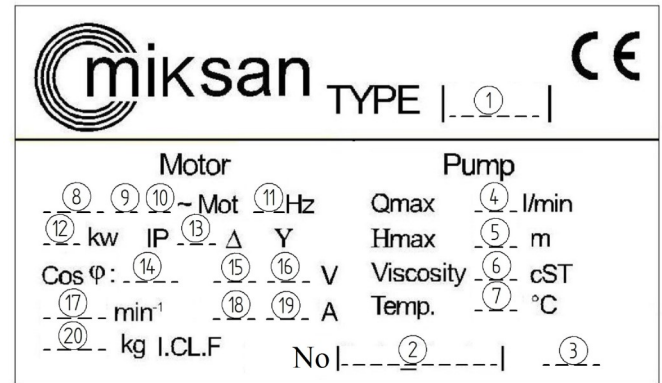 miksan TYPE |_ ① _| CE
Motor
⑧ ⑨ ⑩ ~ Mot ⑪ Hz
⑫ kw IP ⑬ Δ Y
Cos φ: ⑭ ⑮ ⑯ V
⑰ min⁻¹ ⑱ ⑲ A
⑳ kg I.CL.F
Pump
Qmax ④ l/min
Hmax ⑤ m
Viscosity ⑥ cST
Temp. ⑦ °C
No |_ ② _| ③